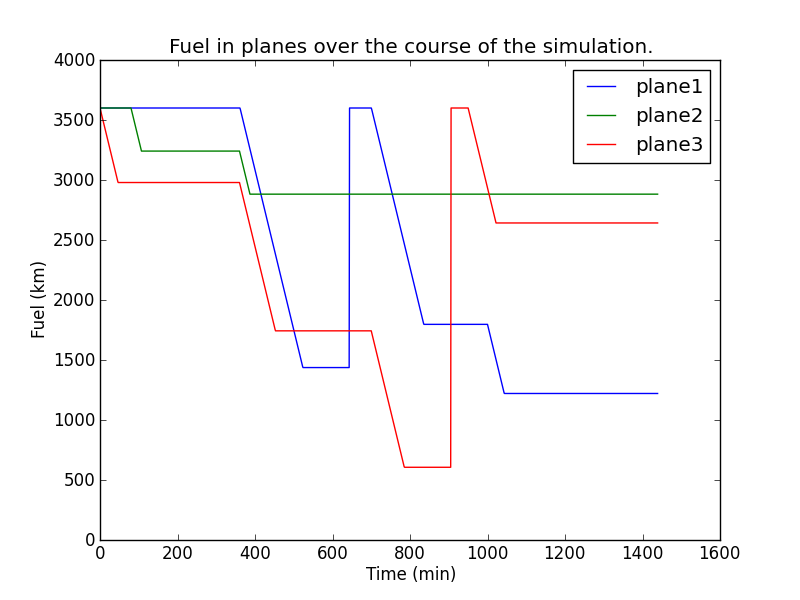 Fuel in planes over the course of the simulation.
4000
3500
3000
2500
2000
1500
1000
500
0
Fuel (km)
plane1
plane2
plane3
0 200 400 600 800 1000 1200 1400 1600
Time (min)